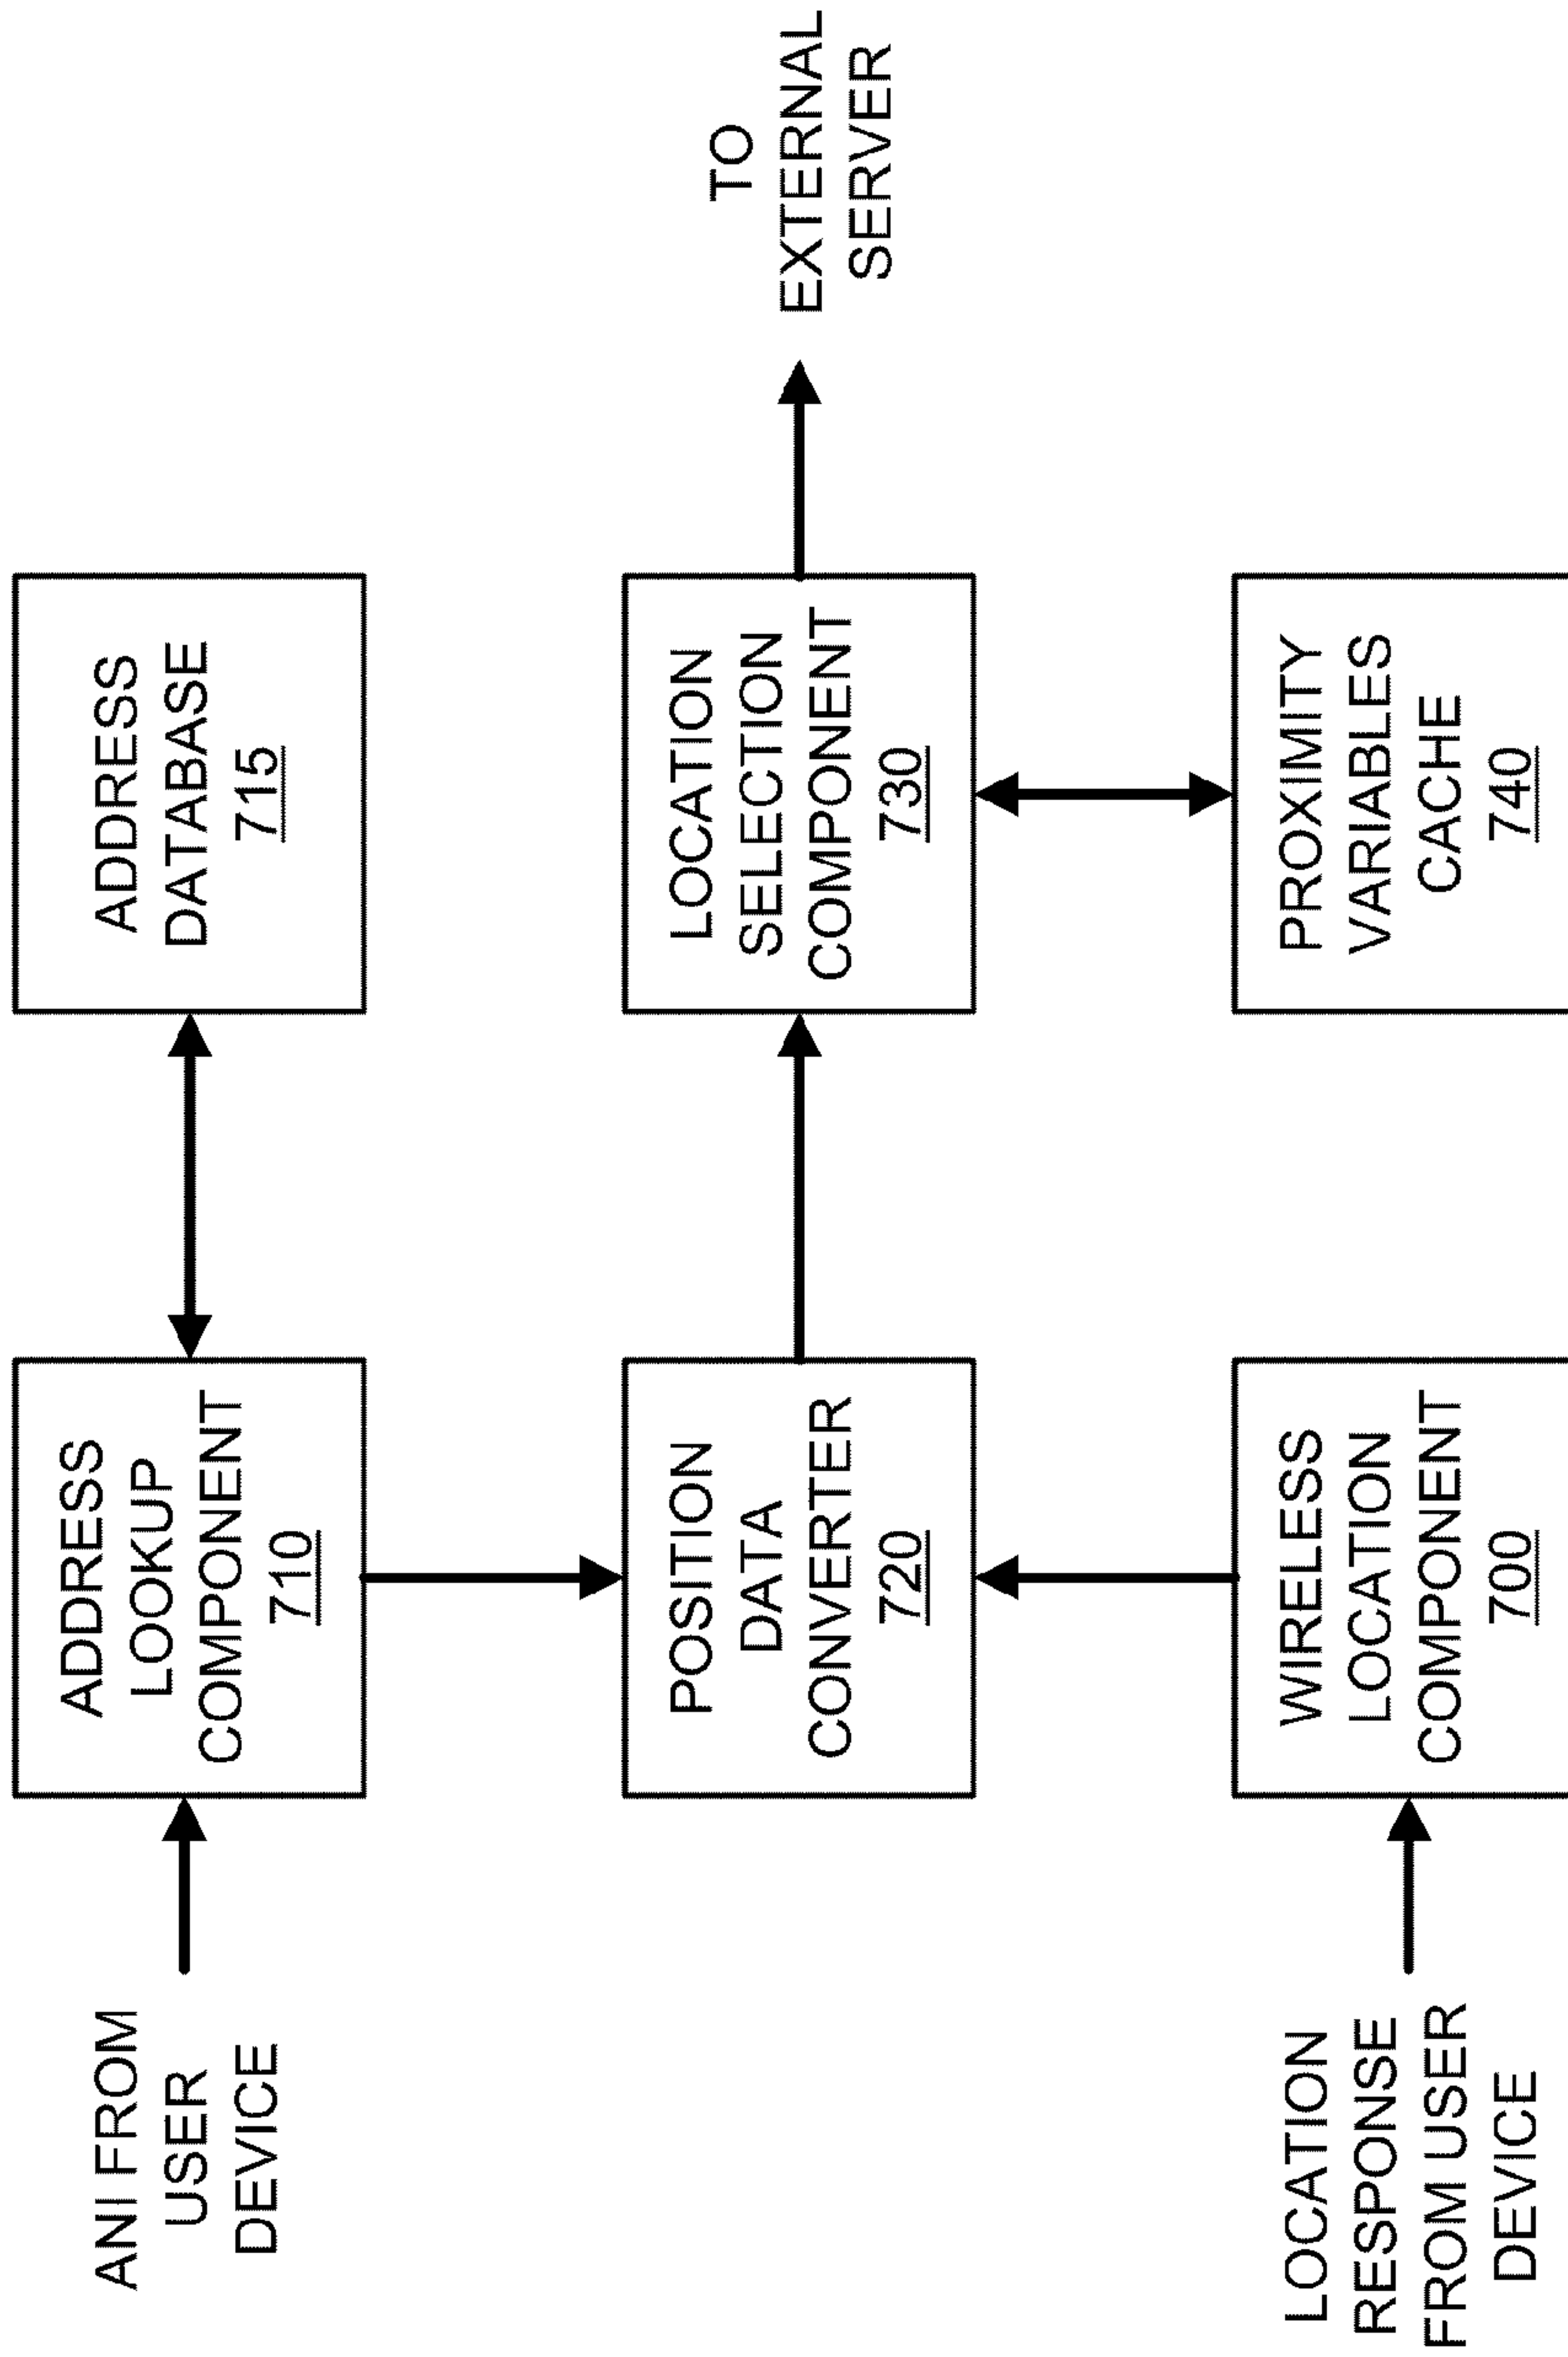 ANI FROM
USER
DEVICE
ADDRESS
LOOKUP
COMPONENT
710
ADDRESS
DATABASE
715
POSITION
DATA
CONVERTER
720
LOCATION
SELECTION
COMPONENT
730
TO
EXTERNAL
SERVER
LOCATION
RESPONSE
FROM USER
DEVICE
WIRELESS
LOCATION
COMPONENT
700
PROXIMITY
VARIABLES
CACHE
740